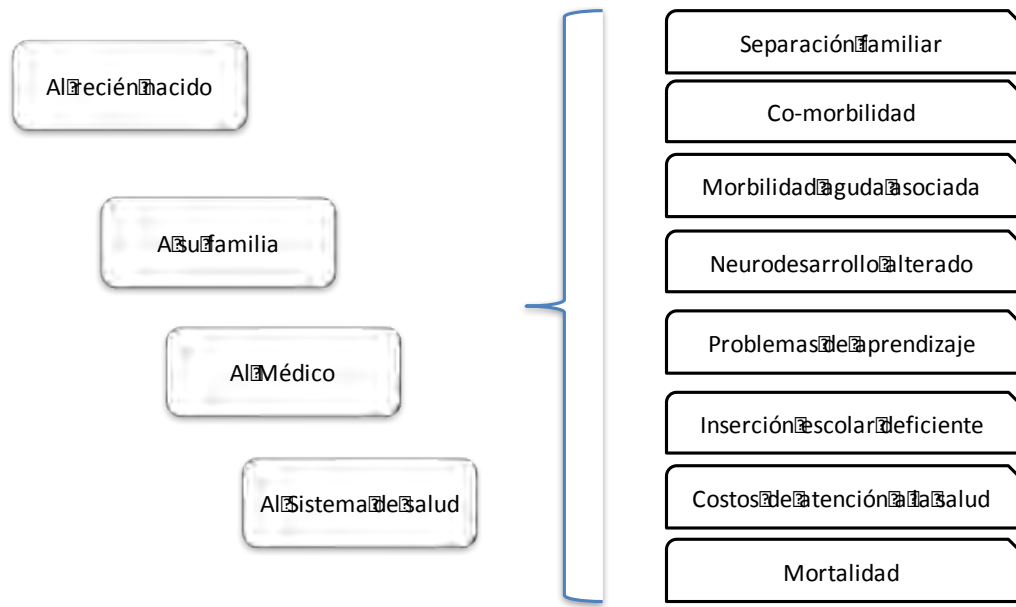 Al recién nacido
A su familia
Al Médico
Al Sistema de salud
Separación familiar
Co-morbilidad
Morbilidad aguda asociada
Neurodesarrollo alterado
Problemas de aprendizaje
Inserción escolar deficiente
Costos de atención a la salud
Mortalidad